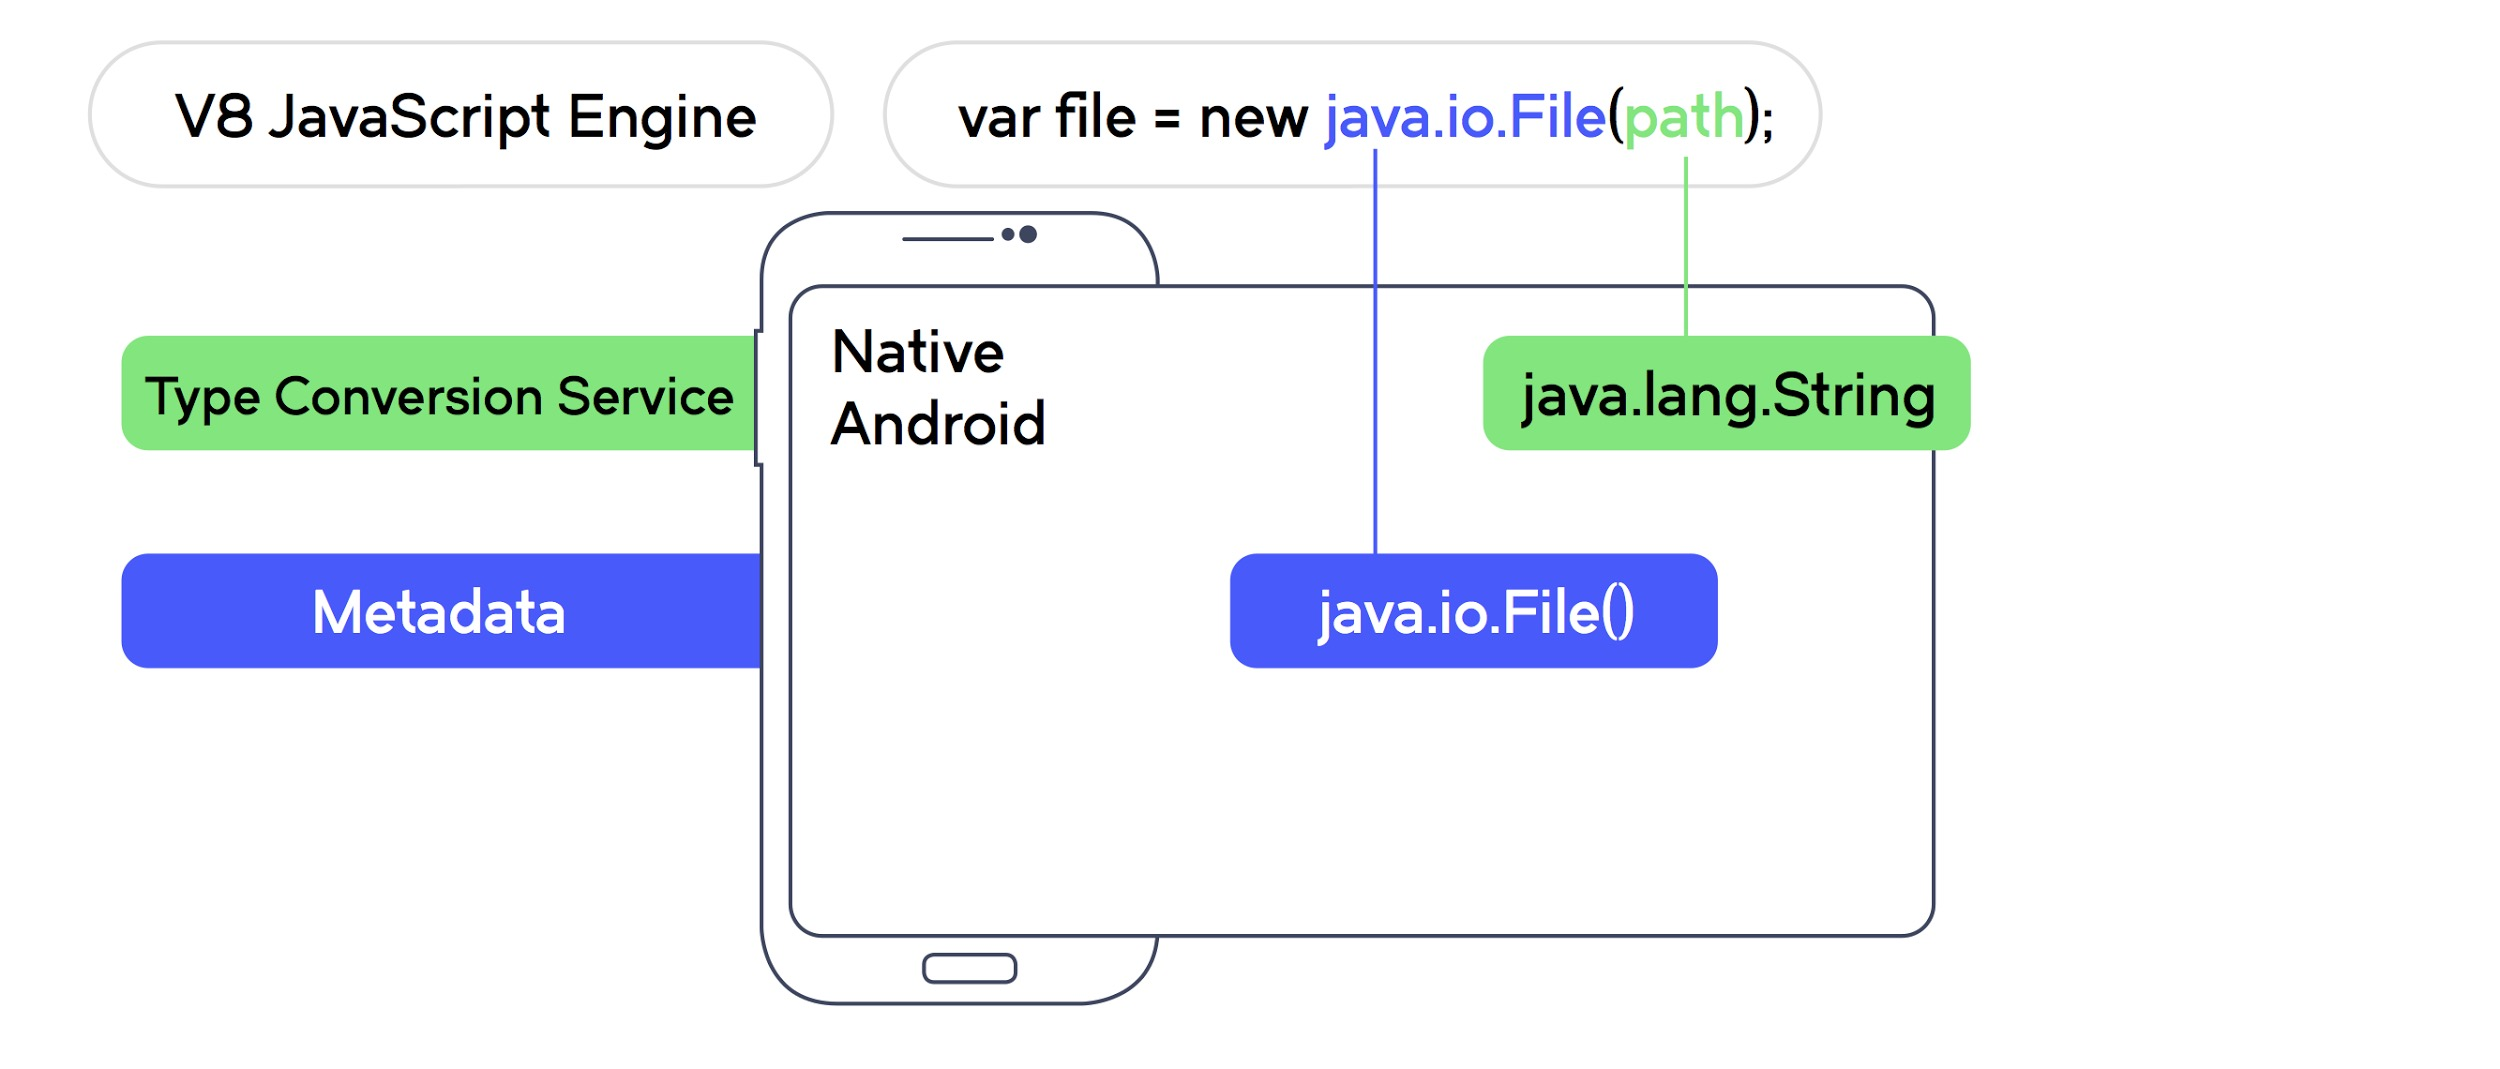 V8 JavaScript Engine
var file = new java.io.File(path);
Native
Android
Type Conversion Service
java.lang.String
Metadata
java.io.File()